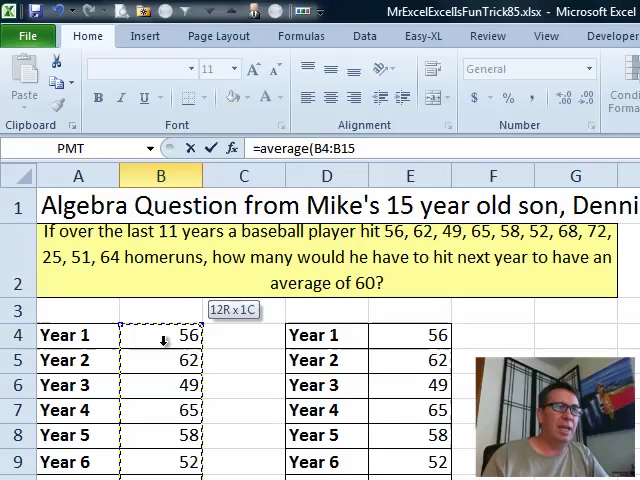 MrExcelExcelIsFunTrick85.xlsx - Microsoft Excel
File Home Insert Page Layout Formulas Data Easy-XL Review View Developer
11 A A General
Paste B I U $ % , .0 .00 .00 .0
Clipboard Font Alignment Number
PMT fx =average(B4:B15
A B C D E F G
1 Algebra Question from Mike's 15 year old son, Denni
If over the last 11 years a baseball player hit 56, 62, 49, 65, 58, 52, 68, 72,
25, 51, 64 homeruns, how many would he have to hit next year to have an
2 average of 60?
3 12R x 1C
4 Year 1 56 Year 1 56
5 Year 2 62 Year 2 62
6 Year 3 49 Year 3 49
7 Year 4 65 Year 4 65
8 Year 5 58 Year 5 58
9 Year 6 52 Year 6 52